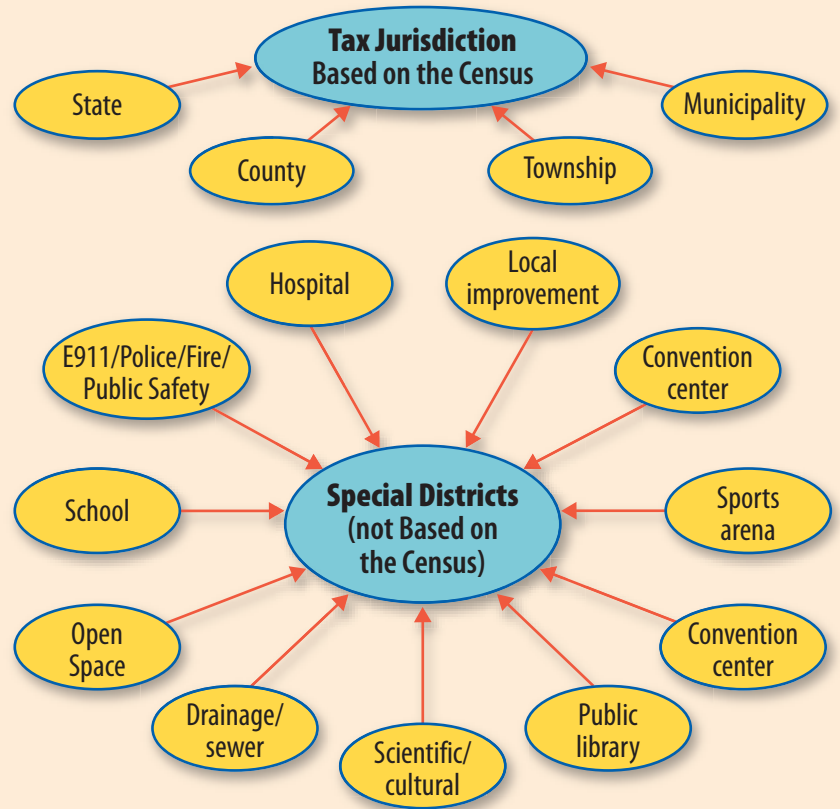 Tax Jurisdiction
Based on the Census
State
Municipality
County
Township
Hospital
Local
improvement
E911/Police/Fire/
Public Safety
Convention
center
Special Districts
(not Based on
the Census)
School
Sports
arena
Open
Space
Convention
center
Drainage/
sewer
Scientific/
cultural
Public
library